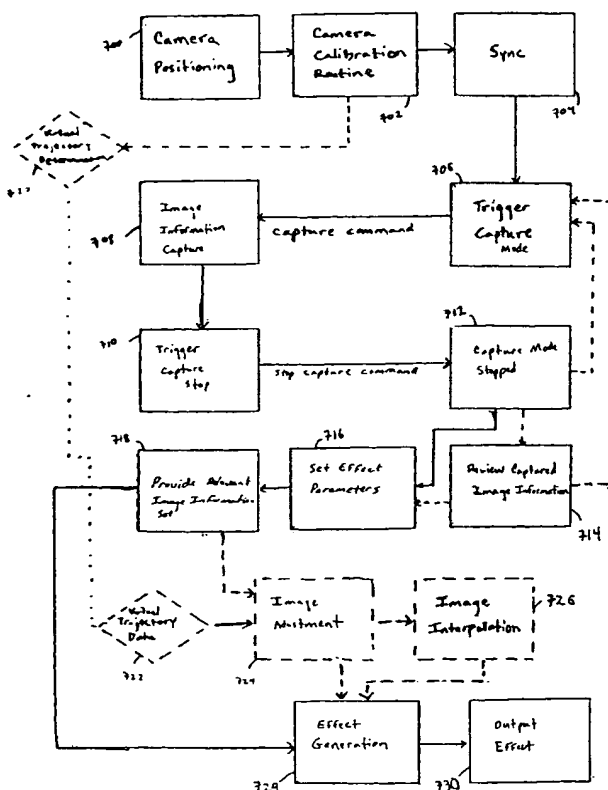 700
Camera
Positioning
Camera
Calibration
Routine
702
Sync
704
Virtual
Trajectory
706
Trigger
Capture
Mode
capture command
708
Image
Information
Capture
710
Trigger
Capture
Stop
Stop capture command
712
Capture Mode
Stopped
718
Provide Relevant
Image Information
Set
716
Set Effect
Parameters
Review Captured
Image Information
714
Virtual
Trajectory
Data
722
Image
Adjustment
724
Image
Interpolation
726
Effect
Generation
728
Output
Effect
730